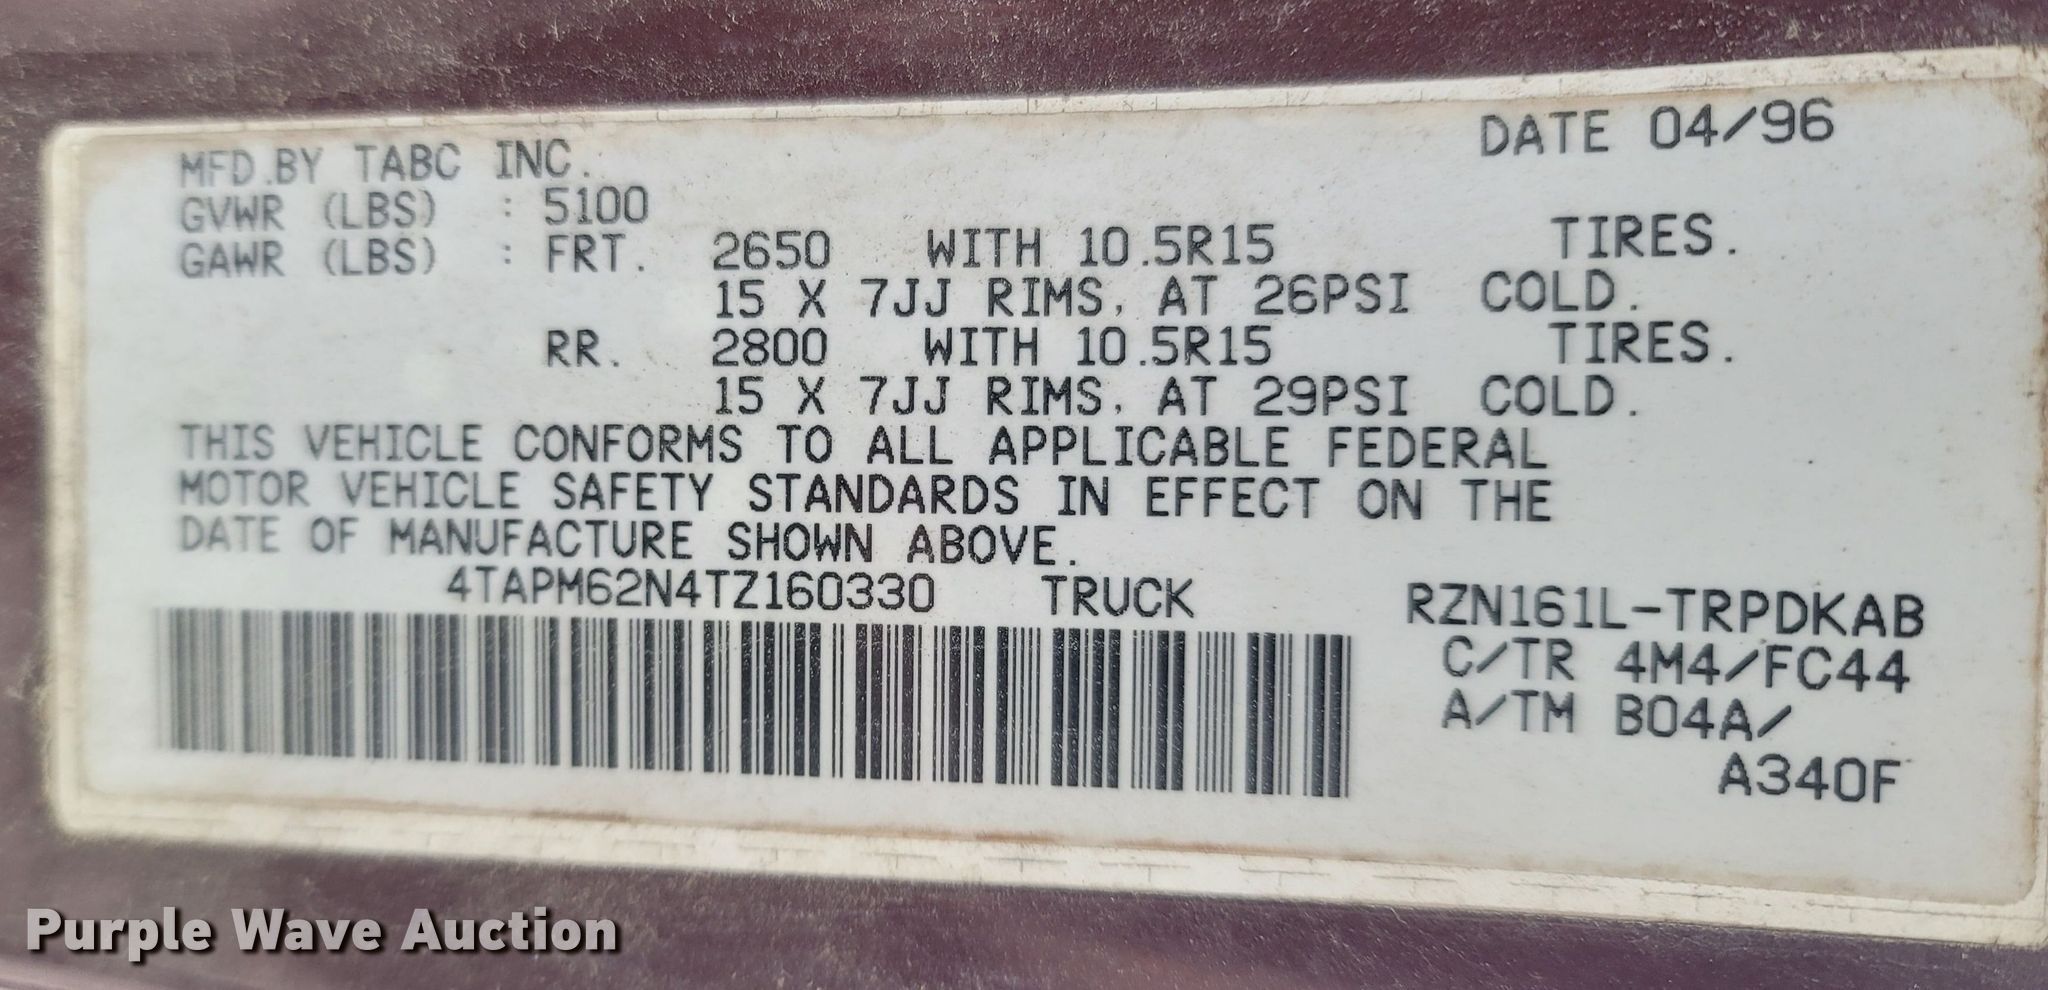 DATE 04/96
MFD.BY TABC INC.
GVWR (LBS) : 5100
GAWR (LBS) : FRT. 2650 WITH 10.5R15 TIRES.
15 X 7JJ RIMS, AT 26PSI COLD.
RR. 2800 WITH 10.5R15 TIRES.
15 X 7JJ RIMS, AT 29PSI COLD.
THIS VEHICLE CONFORMS TO ALL APPLICABLE FEDERAL
MOTOR VEHICLE SAFETY STANDARDS IN EFFECT ON THE
DATE OF MANUFACTURE SHOWN ABOVE.
4TAPM62N4TZ160330 TRUCK RZN161L-TRPDKAB
C/TR 4M4/FC44
A/TM B04A/
A340F
Purple Wave Auction